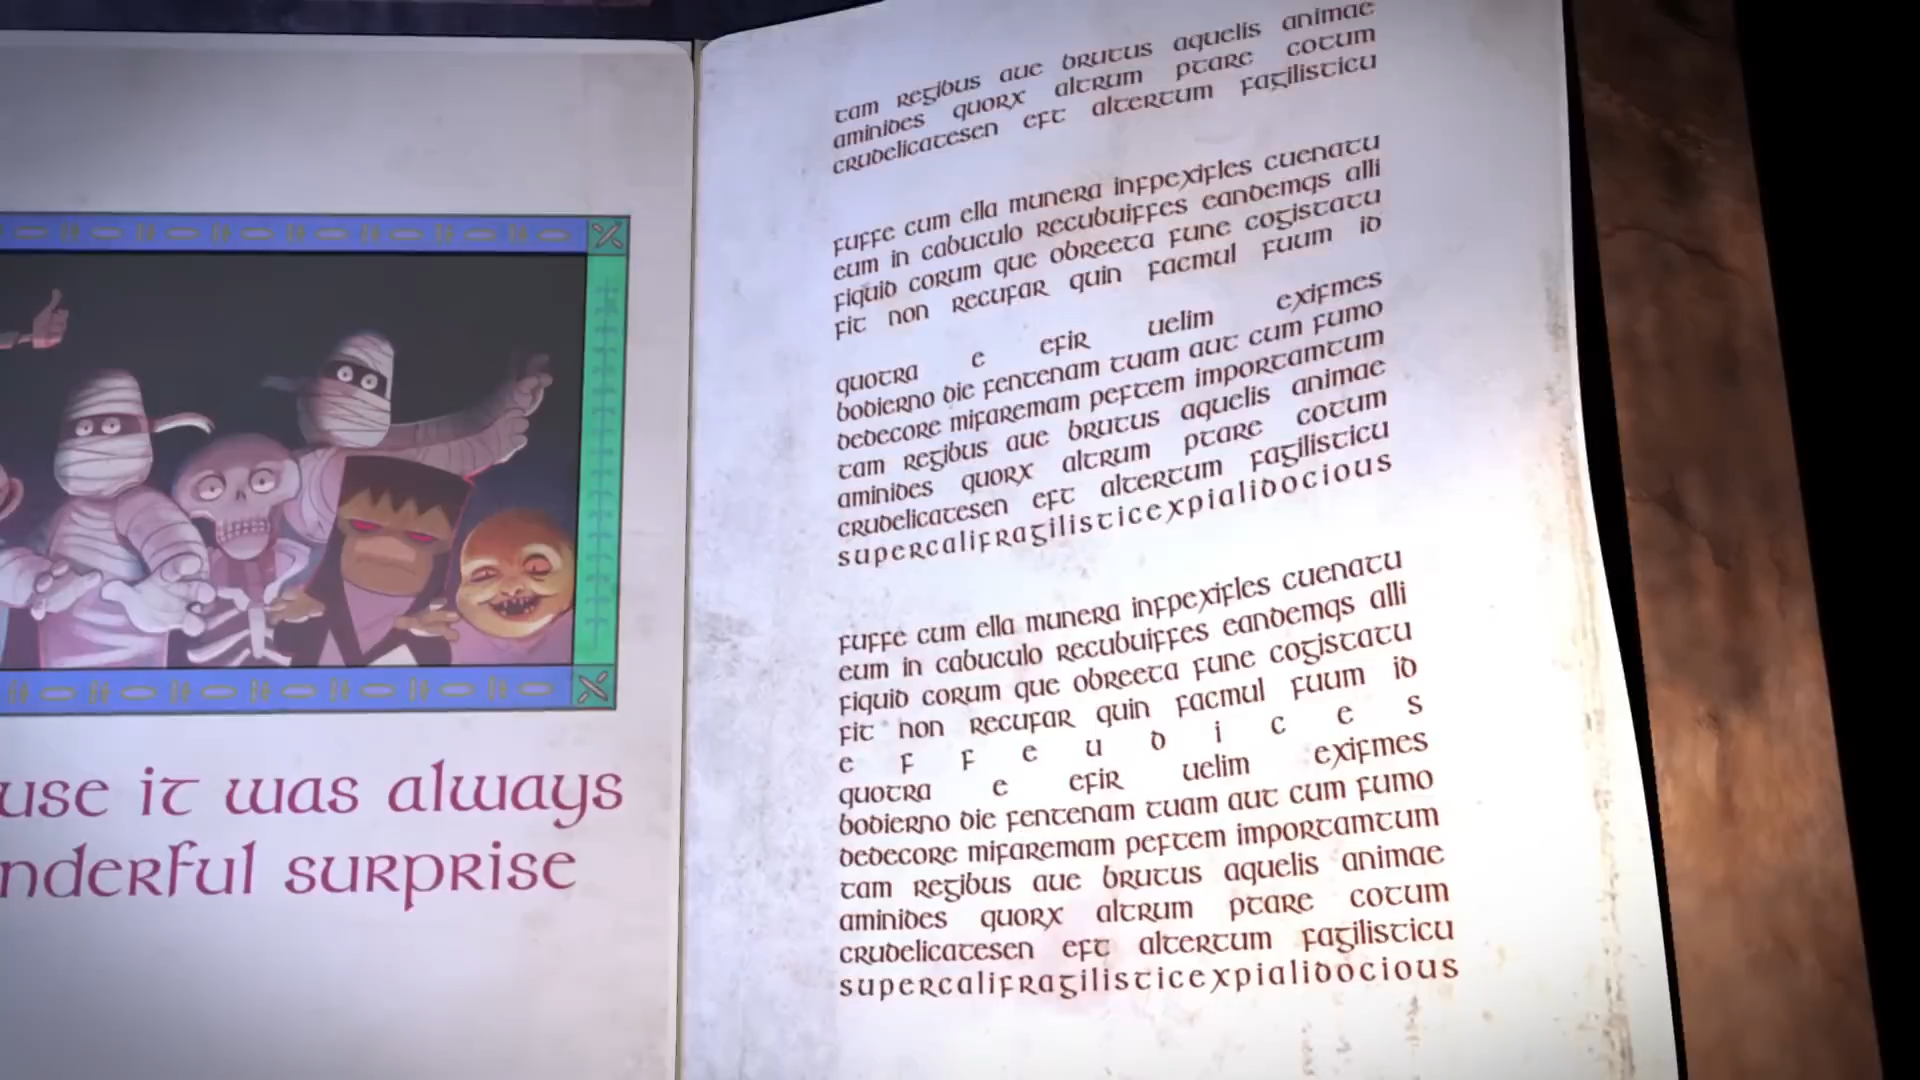 use it was always
nderful surprise
tam regibus aue brutus aquelis animae
aminides quorx altrum ptare cotum
crudelicatesen eft altertum fagilisticu
fuffe cum ella munera infpexifles cuenatu
eum in cabuculo recubuiffes eandemqs alli
fiquid corum que obreeta fune cogistatu
fit non recufar quin facmul fuum id
quotra e efir uelim exifmes
bodierno die fentenam tuam aut cum fumo
dedecore mifaremam peftem importamtum
tam regibus aue brutus aquelis animae
aminides quorx altrum ptare cotum
crudelicatesen eft altertum fagilisticu
supercalifragilisticexpialidocious
fuffe cum ella munera infpexifles cuenatu
eum in cabuculo recubuiffes eandemqs alli
fiquid corum que obreeta fune cogistatu
fit non recufar quin facmul fuum id
e f f e u d i c e s
quotra e efir uelim exifmes
bodierno die fentenam tuam aut cum fumo
dedecore mifaremam peftem importamtum
tam regibus aue brutus aquelis animae
aminides quorx altrum ptare cotum
crudelicatesen eft altertum fagilisticu
supercalifragilisticexpialidocious